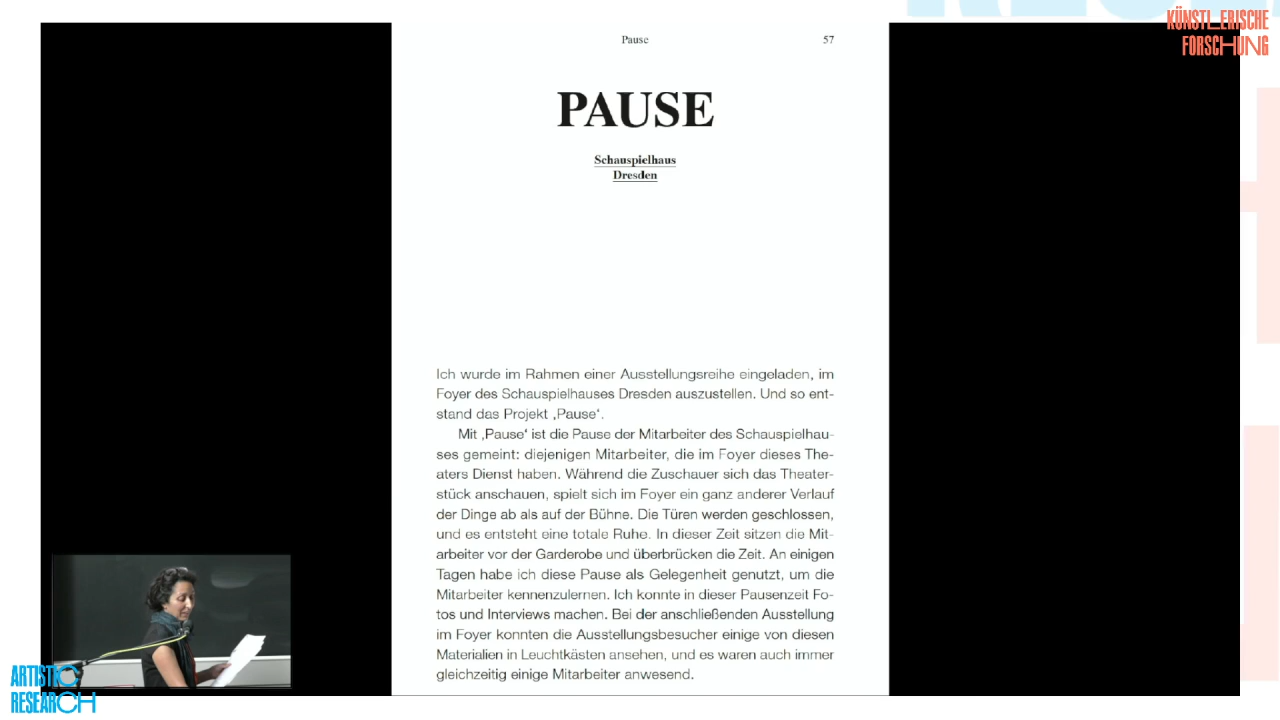 KÜNSTL_ERISCHE
FORSCHUNG
Pause 57
PAUSE
Schauspielhaus
Dresden
Ich wurde im Rahmen einer Ausstellungsreihe eingeladen, im
Foyer des Schauspielhauses Dresden auszustellen. Und so ent-
stand das Projekt ‚Pause‘.
Mit ‚Pause‘ ist die Pause der Mitarbeiter des Schauspielhau-
ses gemeint: diejenigen Mitarbeiter, die im Foyer dieses The-
aters Dienst haben. Während die Zuschauer sich das Theater-
stück anschauen, spielt sich im Foyer ein ganz anderer Verlauf
der Dinge ab als auf der Bühne. Die Türen werden geschlossen,
und es entsteht eine totale Ruhe. In dieser Zeit sitzen die Mit-
arbeiter vor der Garderobe und überbrücken die Zeit. An einigen
Tagen habe ich diese Pause als Gelegenheit genutzt, um die
Mitarbeiter kennenzulernen. Ich konnte in dieser Pausenzeit Fo-
tos und Interviews machen. Bei der anschließenden Ausstellung
im Foyer konnten die Ausstellungsbesucher einige von diesen
Materialien in Leuchtkästen ansehen, und es waren auch immer
gleichzeitig einige Mitarbeiter anwesend.
ARTISTIC
RESEARCH